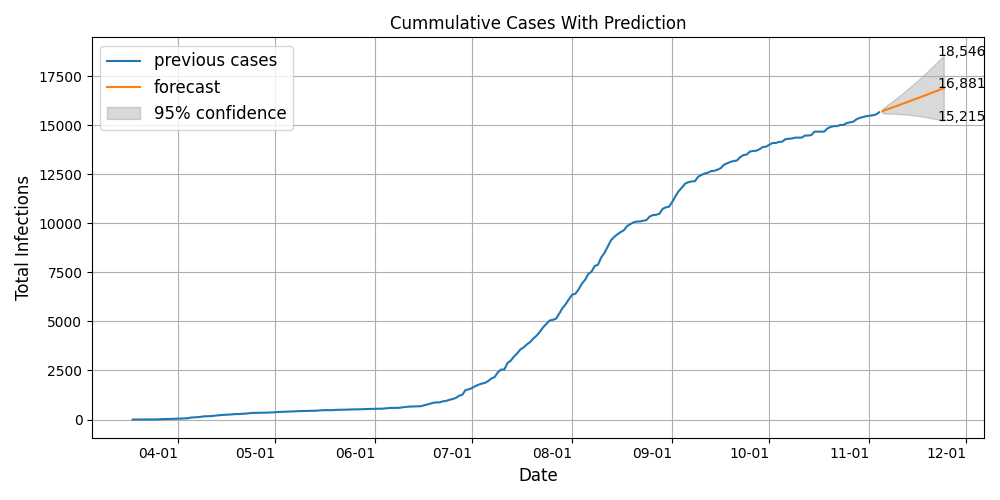 Cummulative Cases With Prediction
previous cases
forecast
95% confidence
18,546
16,881
15,215
Total Infections
17500
15000
12500
10000
7500
5000
2500
0
04-01 05-01 06-01 07-01 08-01 09-01 10-01 11-01 12-01
Date